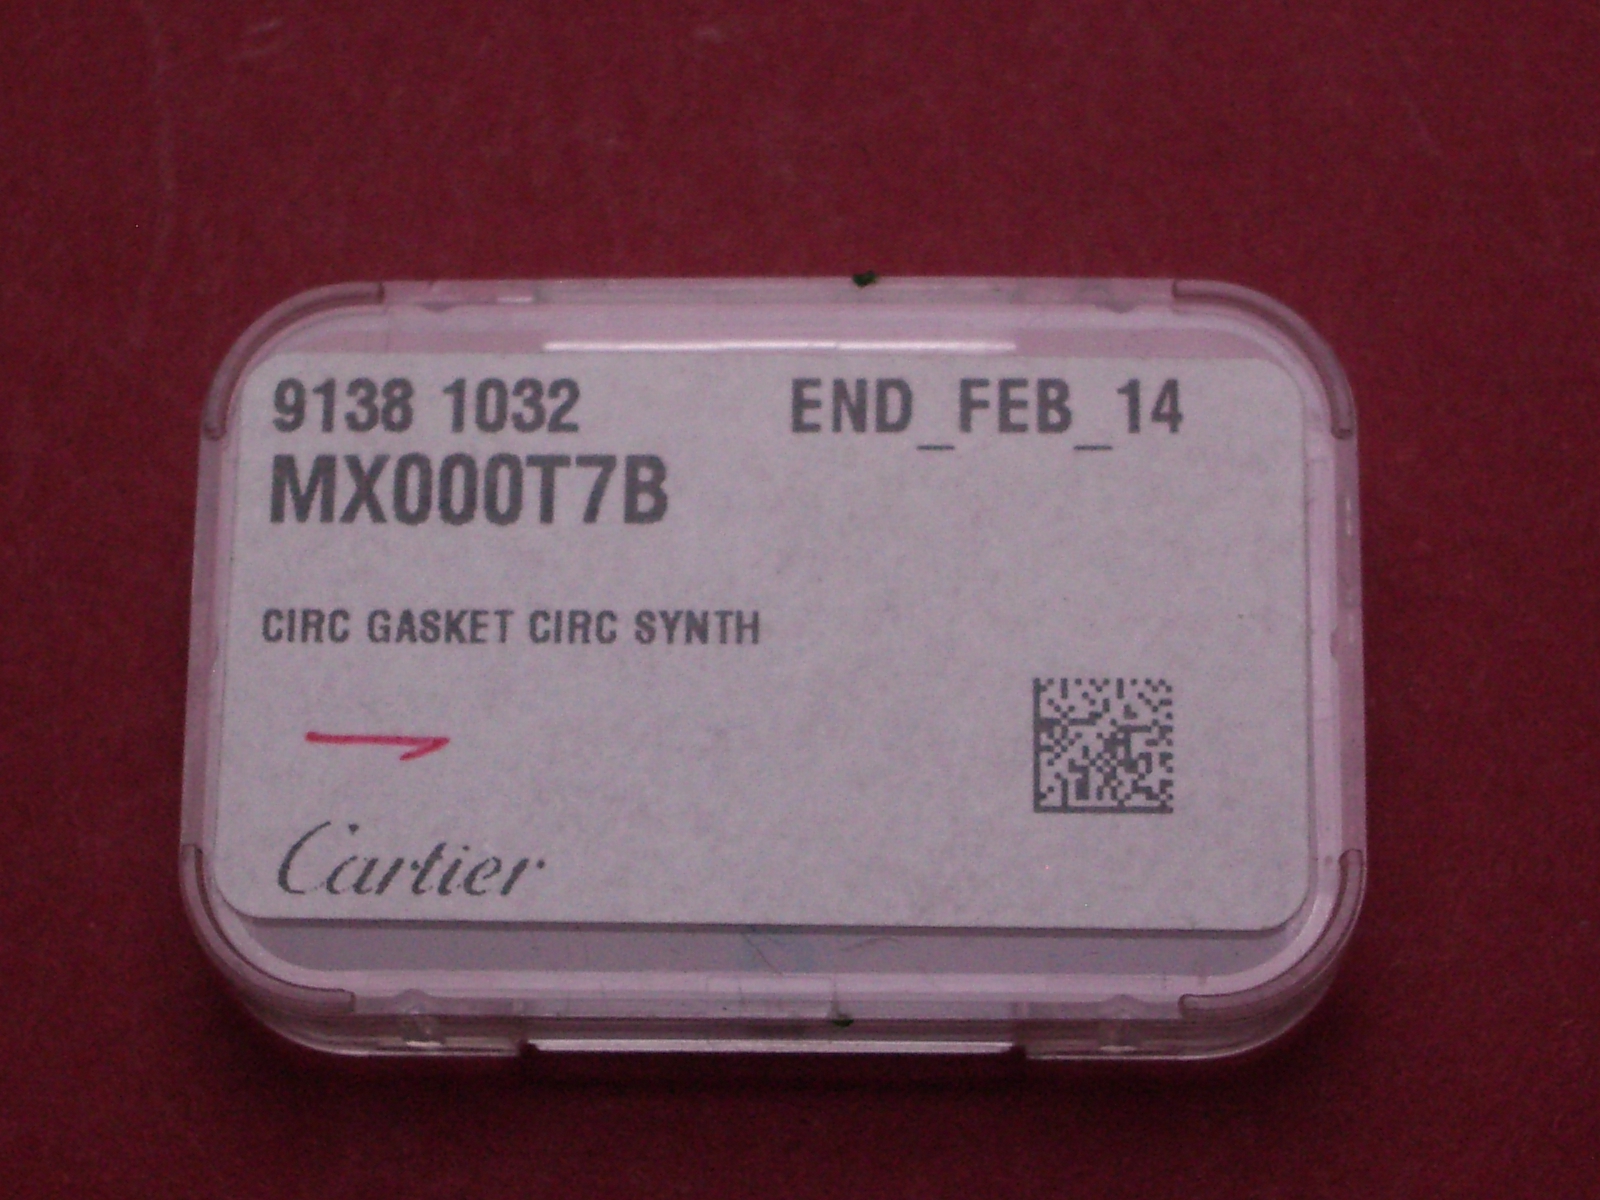 9138 1032 END_FEB_14
MX000T7B
CIRC GASKET CIRC SYNTH
Cartier